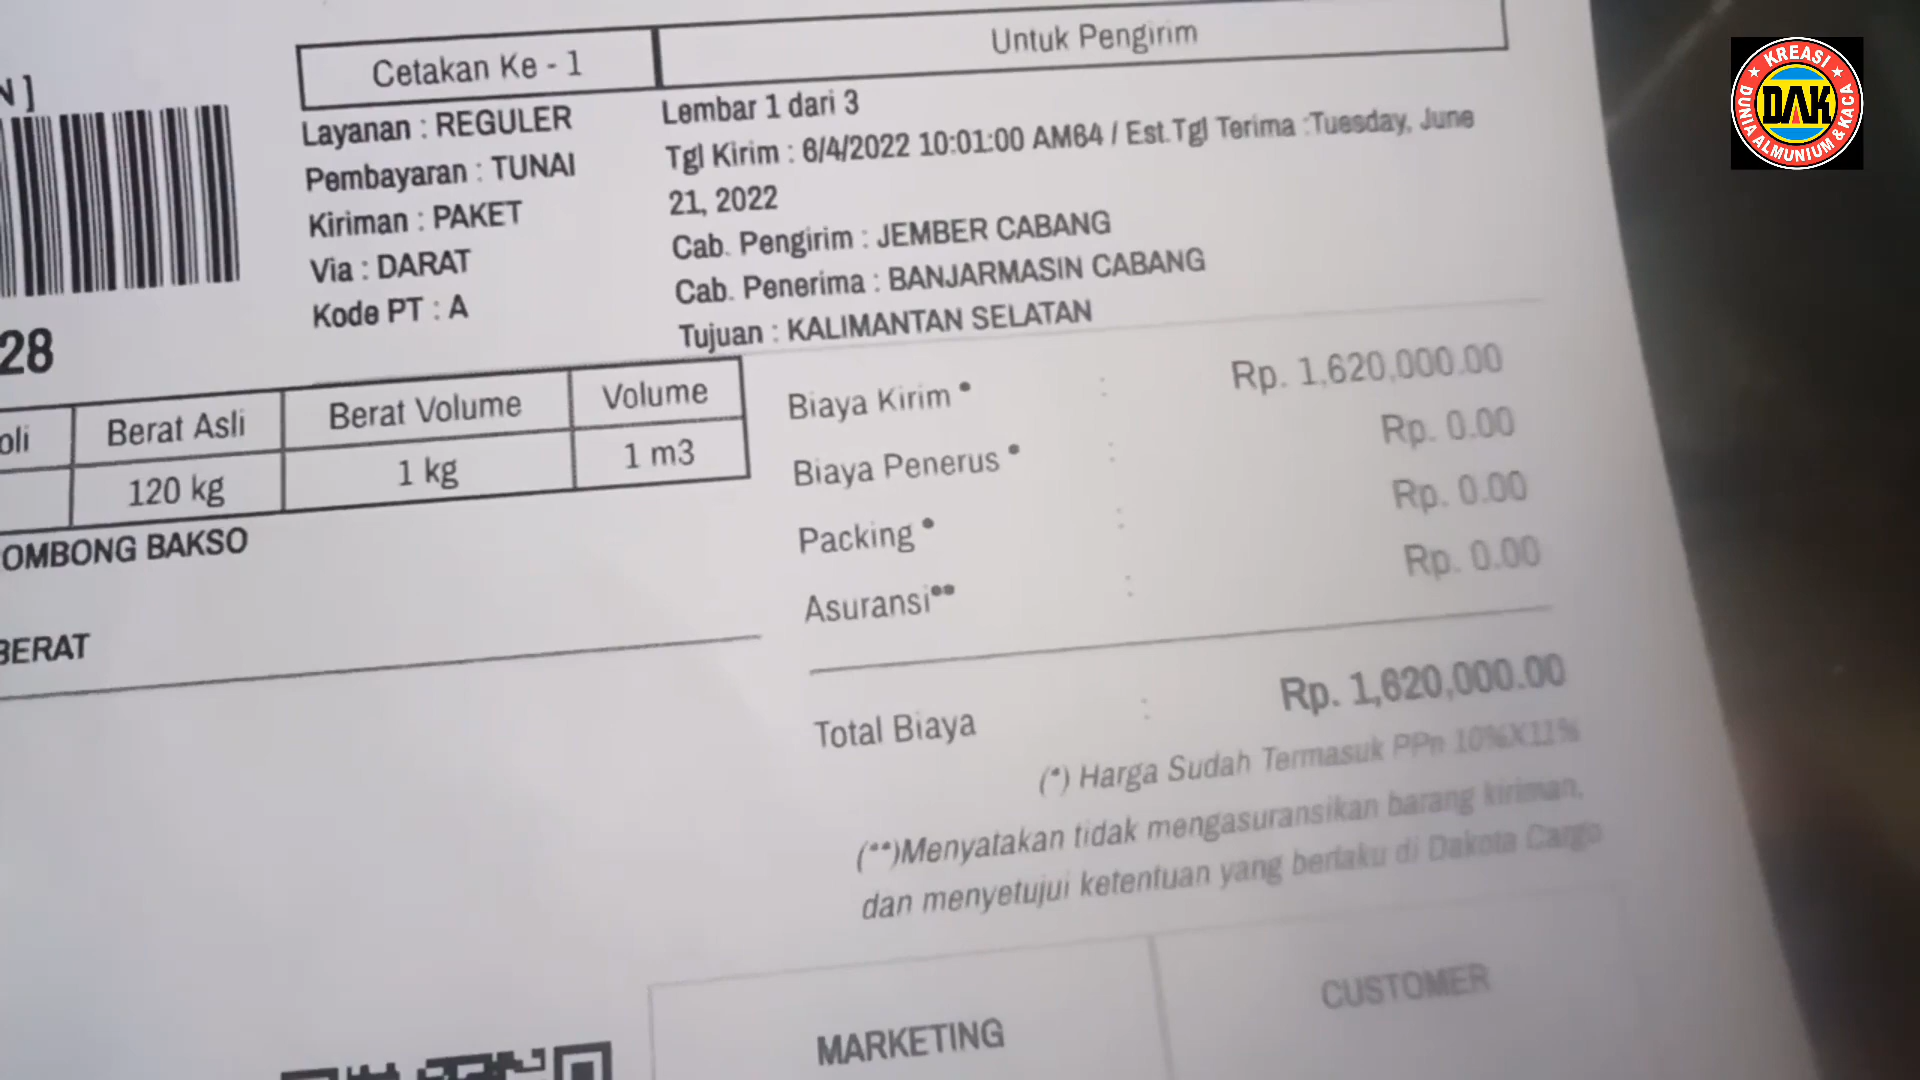 N ]
28
Cetakan Ke - 1
Untuk Pengirim
Layanan : REGULER
Pembayaran : TUNAI
Kiriman : PAKET
Via : DARAT
Kode PT : A
Lembar 1 dari 3
Tgl Kirim : 6/4/2022 10:01:00 AM64 / Est.Tgl Terima :Tuesday, June
21, 2022
Cab. Pengirim : JEMBER CABANG
Cab. Penerima : BANJARMASIN CABANG
Tujuan : KALIMANTAN SELATAN
oli Berat Asli Berat Volume Volume
120 kg 1 kg 1 m3
OMBONG BAKSO
BERAT
Biaya Kirim * : Rp. 1,620,000.00
Biaya Penerus * : Rp. 0.00
Packing * : Rp. 0.00
Asuransi** : Rp. 0.00
Total Biaya : Rp. 1,620,000.00
(*) Harga Sudah Termasuk PPn 10%X11%
(**)Menyatakan tidak mengasuransikan barang kiriman,
dan menyetujui ketentuan yang berlaku di Dakota Cargo
MARKETING
CUSTOMER
KREASI
DAK
DUNIA ALMUNIUM & KACA